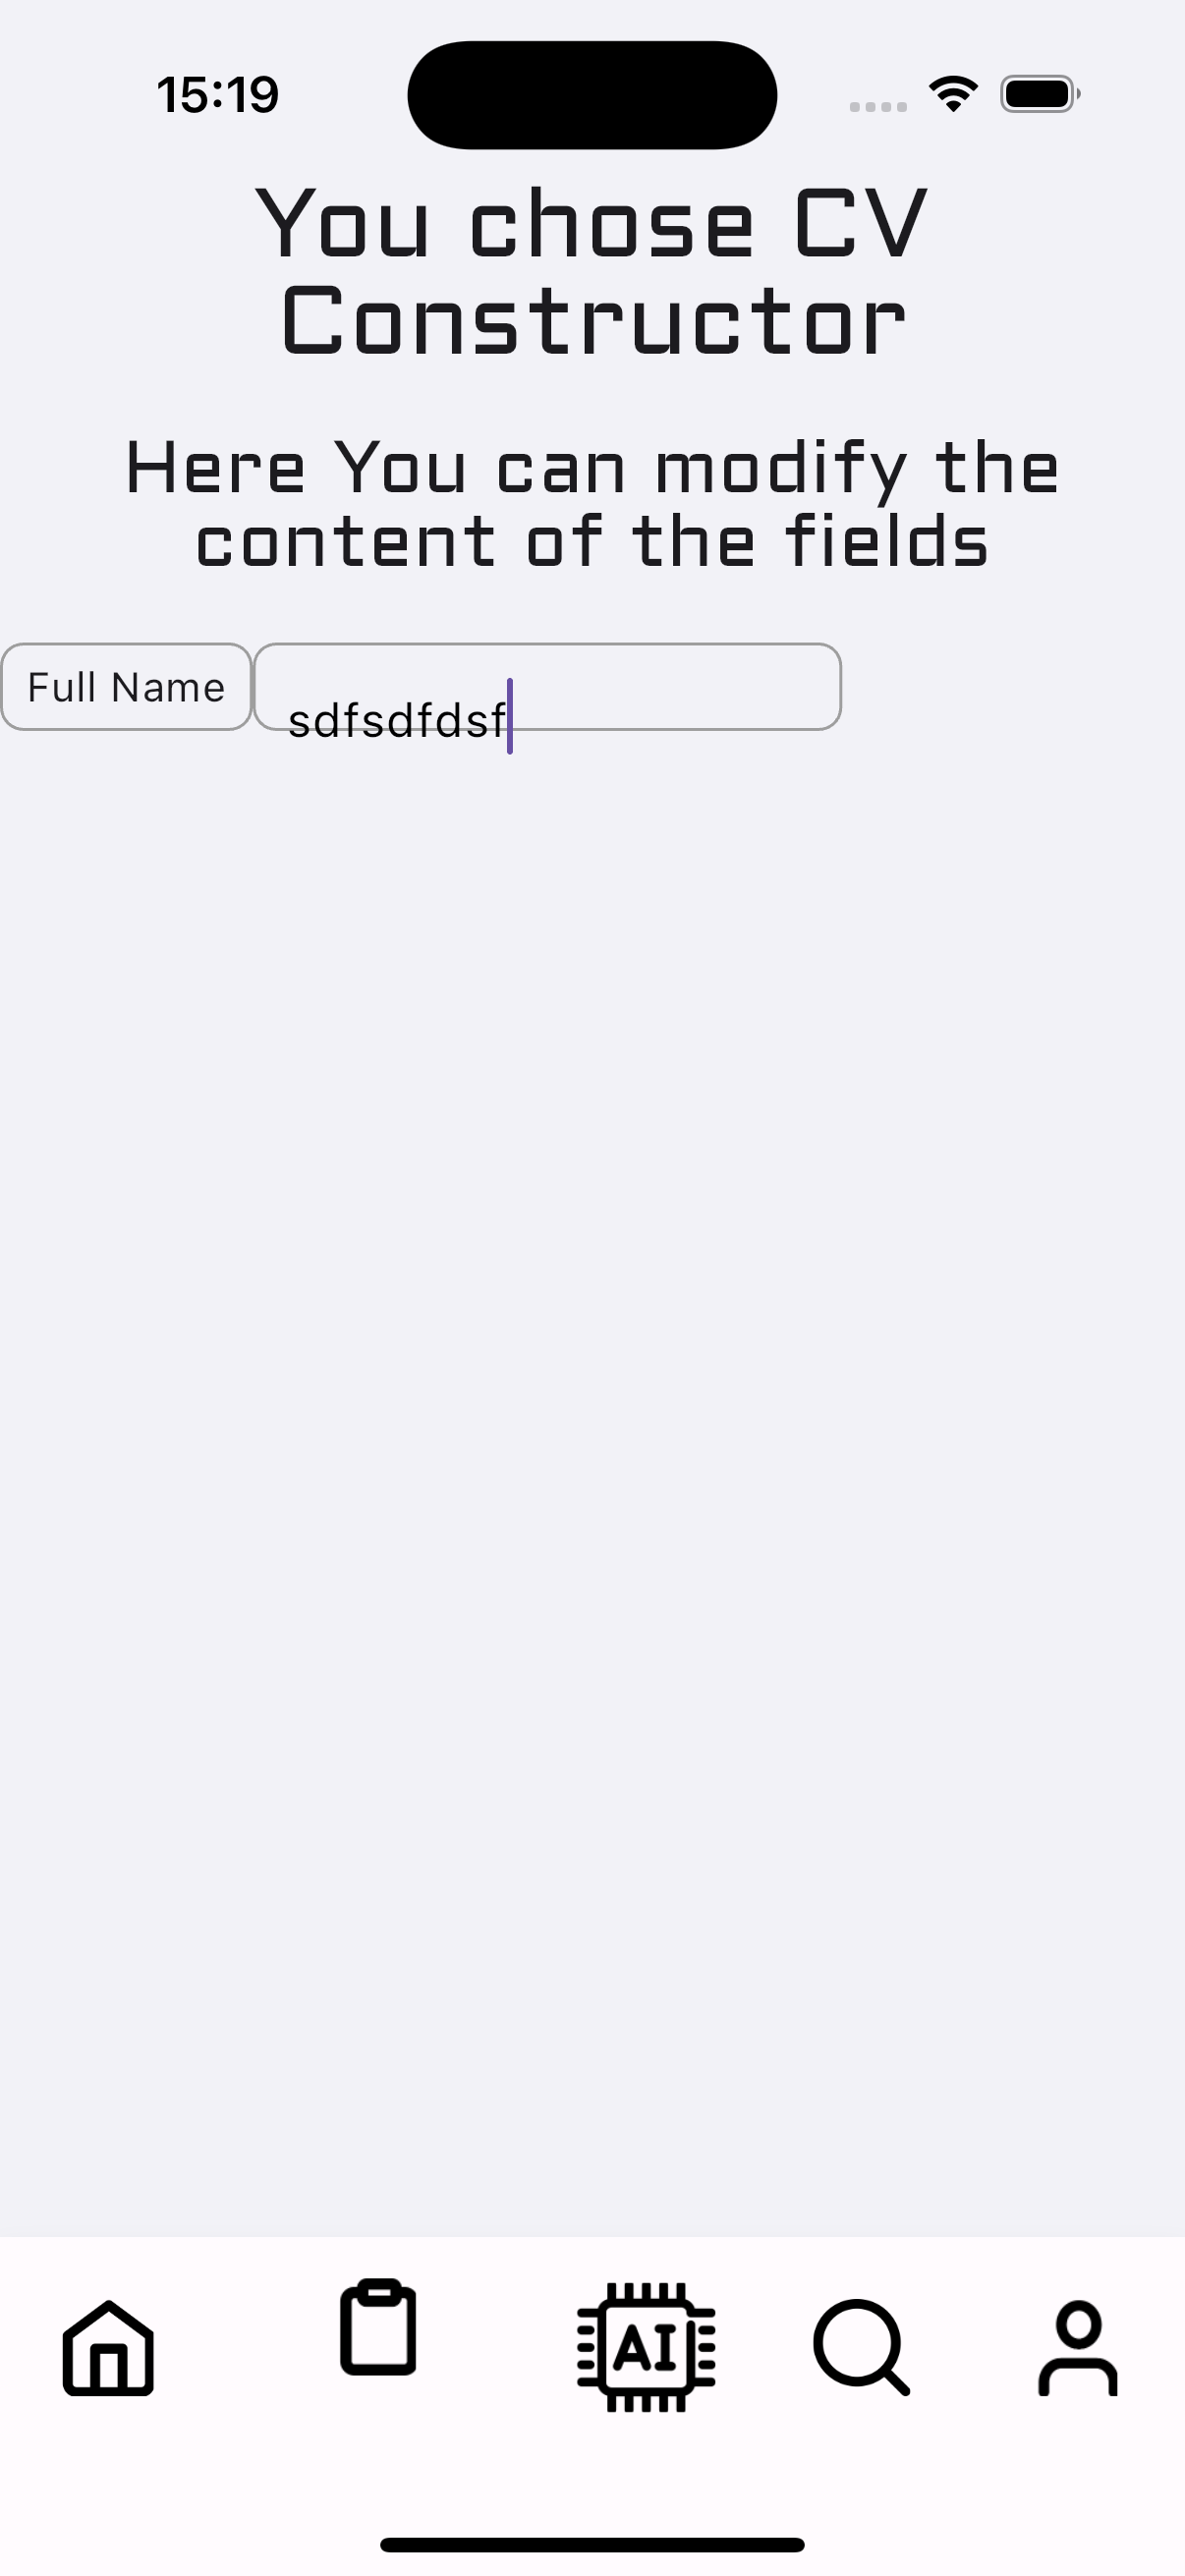 15:19
You chose CV
Constructor
Here You can modify the
content of the fields
Full Name
sdfsdfdsf
AI